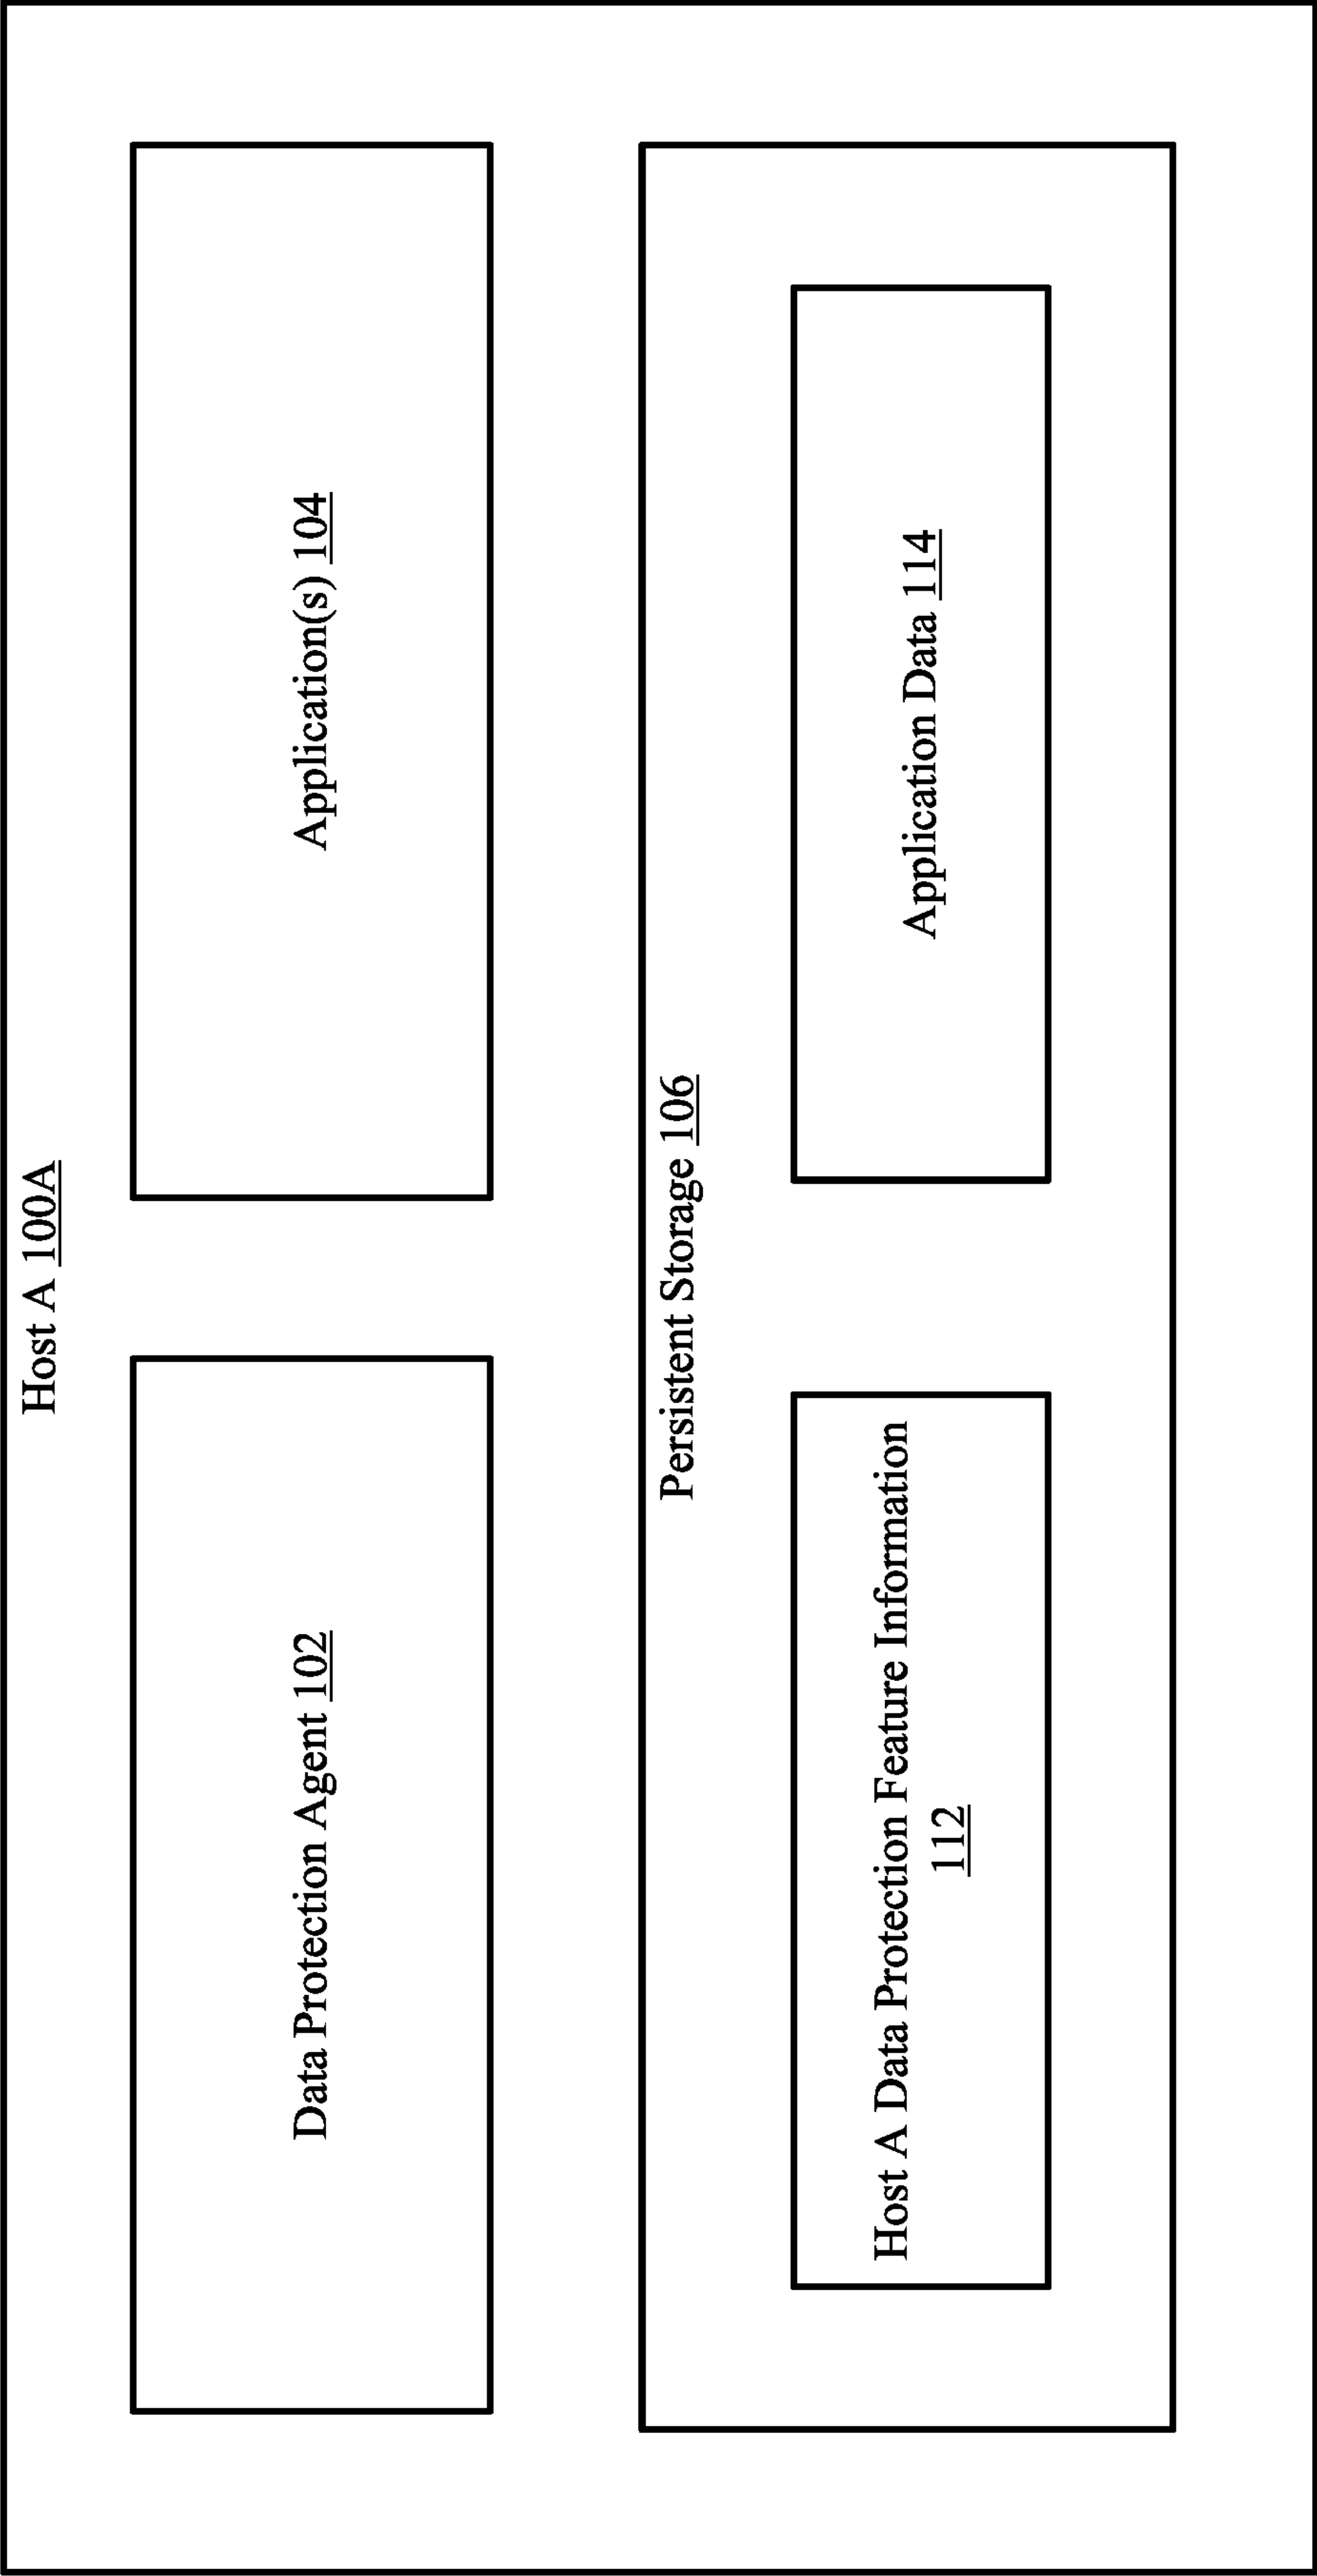 Host A 100A
Data Protection Agent 102
Application(s) 104
Persistent Storage 106
Host A Data Protection Feature Information
112
Application Data 114